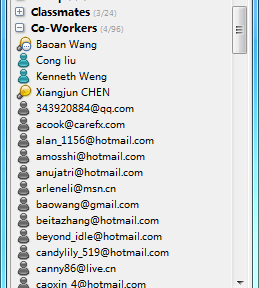 Classmates (3/24)
Co-Workers (4/96)
Baoan Wang
Cong liu
Kenneth Weng
Xiangjun CHEN
343920884@qq.com
acook@carefx.com
alan_1156@hotmail.com
amosshi@hotmail.com
anujatri@hotmail.com
arleneli@msn.cn
baowang@gmail.com
beitazhang@hotmail.com
beyond_idle@hotmail.com
candylily_519@hotmail.com
canny86@live.cn
caoxin_4@hotmail.com